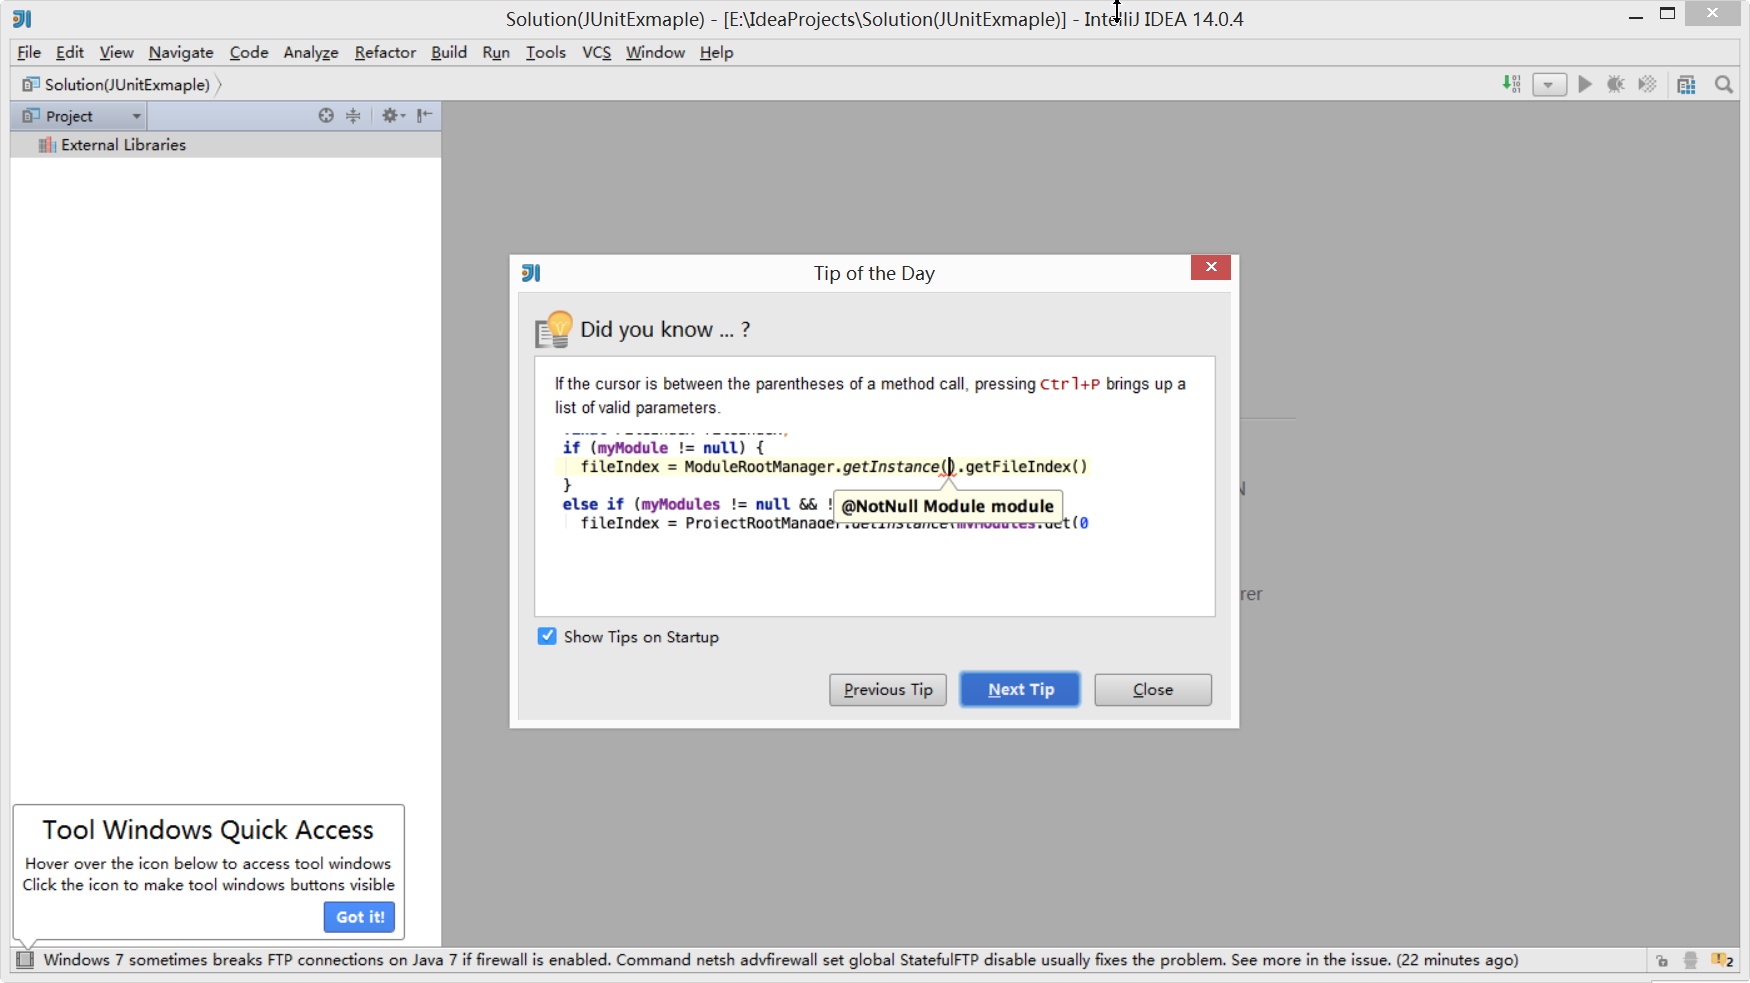 Solution(JUnitExmaple) - [E:\IdeaProjects\Solution(JUnitExmaple)] - IntelliJ IDEA 14.0.4
File Edit View Navigate Code Analyze Refactor Build Run Tools VCS Window Help
Solution(JUnitExmaple)
Project
External Libraries
Tip of the Day
Did you know ... ?
If the cursor is between the parentheses of a method call, pressing Ctrl+P brings up a
list of valid parameters.
if (myModule != null) {
fileIndex = ModuleRootManager.getInstance().getFileIndex()
}
else if (myModules != null && !
@NotNull Module module
fileIndex = ProjectRootManager.getInstance(myModules.get(0
Show Tips on Startup
Previous Tip Next Tip Close
rer
Tool Windows Quick Access
Hover over the icon below to access tool windows
Click the icon to make tool windows buttons visible
Got it!
Windows 7 sometimes breaks FTP connections on Java 7 if firewall is enabled. Command netsh advfirewall set global StatefulFTP disable usually fixes the problem. See more in the issue. (22 minutes ago)
2